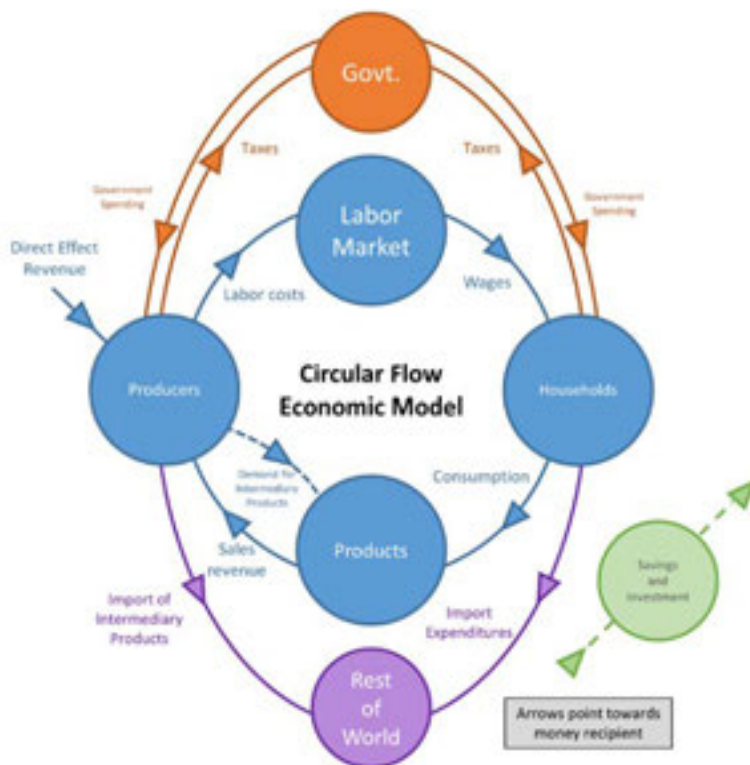 Govt.
Taxes
Taxes
Government
Spending
Government
Spending
Labor
Market
Direct Effect
Revenue
Labor costs
Wages
Producers
Circular Flow
Economic Model
Households
Demand for
Intermediary
Products
Consumption
Sales
revenue
Products
Savings
and
investment
Import of
Intermediary
Products
Import
Expenditures
Rest
of
World
Arrows point towards
money recipient